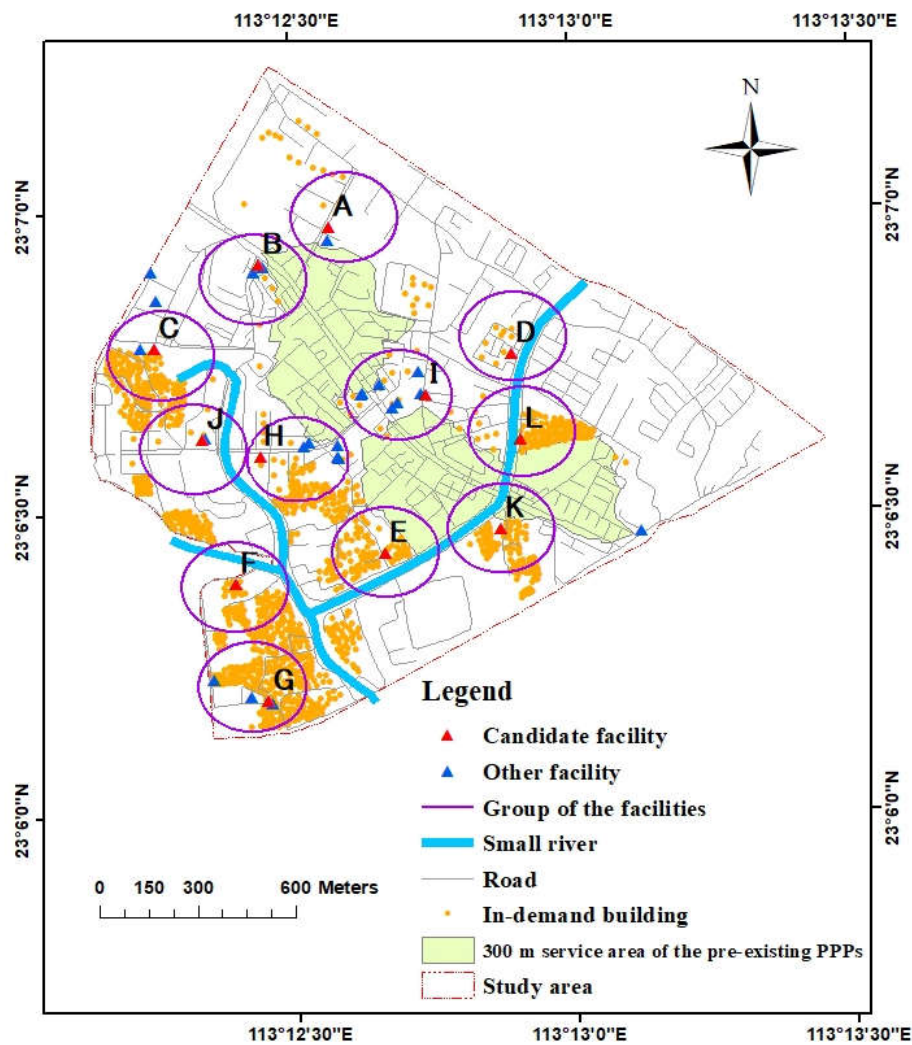 113°12'30"E 113°13'0"E 113°13'30"E
N
23°7'0"N 23°7'0"N
A
B
C
D
I
L
J
H
K
E
F
G
23°6'30"N 23°6'30"N
23°6'0"N 23°6'0"N
Legend
Candidate facility
Other facility
Group of the facilities
Small river
Road
In-demand building
300 m service area of the pre-existing PPPs
Study area
0 150 300 600 Meters
113°12'30"E 113°13'0"E 113°13'30"E